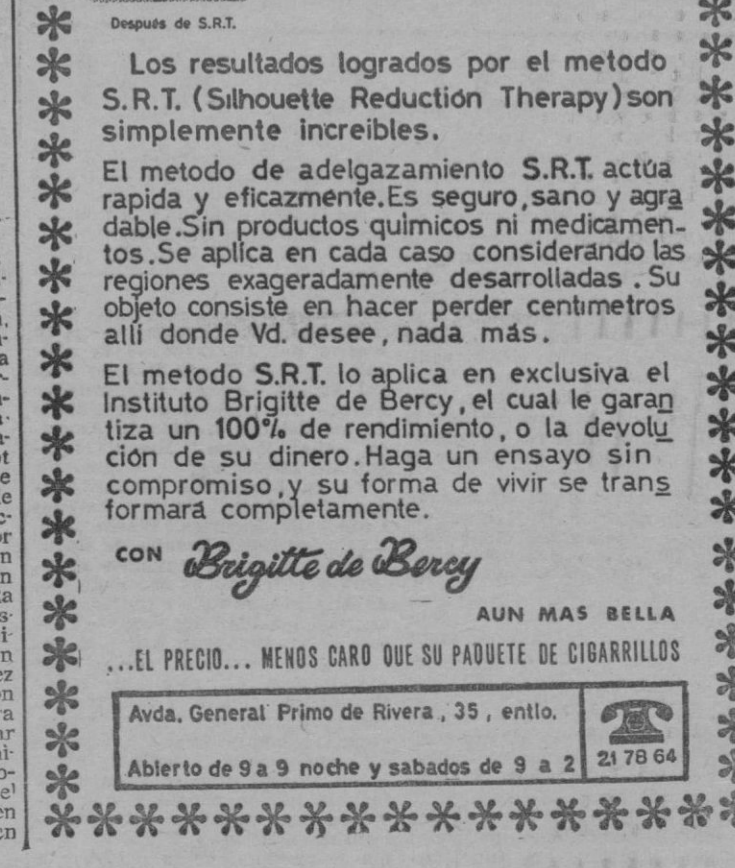 Después de S.R.T.
Los resultados logrados por el metodo
S.R.T. (Silhouette Reductión Therapy) son
simplemente increibles.
El metodo de adelgazamiento S.R.T. actúa
rapida y eficazmente. Es seguro, sano y agra
dable. Sin productos quimicos ni medicamen-
tos. Se aplica en cada caso considerando las
regiones exageradamente desarrolladas. Su
objeto consiste en hacer perder centimetros
allí donde Vd. desee, nada más.
El metodo S.R.T. lo aplica en exclusiva el
Instituto Brigitte de Bercy, el cual le garan
tiza un 100% de rendimiento, o la devolu
ción de su dinero. Haga un ensayo sin
compromiso, y su forma de vivir se trans
formará completamente.
CON Brigitte de Bercy
AUN MAS BELLA
...EL PRECIO... MENOS CARO QUE SU PAQUETE DE CIGARRILLOS
Avda. General Primo de Rivera, 35, entlo.
Abierto de 9 a 9 noche y sabados de 9 a 2
21 78 64